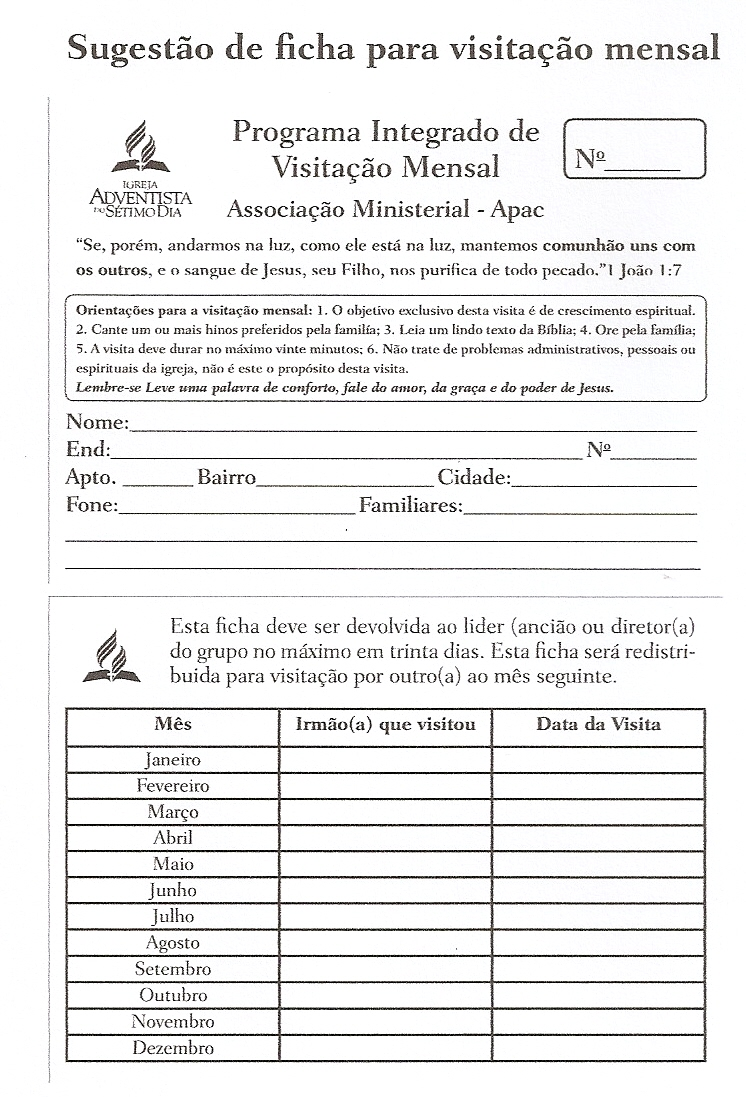 Sugestão de ficha para visitação mensal
IGREJA
ADVENTISTA
DO SÉTIMO DIA
Programa Integrado de
Visitação Mensal
Associação Ministerial - Apac
Nº______
"Se, porém, andarmos na luz, como ele está na luz, mantemos comunhão uns com
os outros, e o sangue de Jesus, seu Filho, nos purifica de todo pecado."1 João 1:7
Orientações para a visitação mensal: 1. O objetivo exclusivo desta visita é de crescimento espiritual.
2. Cante um ou mais hinos preferidos pela família; 3. Leia um lindo texto da Bíblia; 4. Ore pela família;
5. A visita deve durar no máximo vinte minutos; 6. Não trate de problemas administrativos, pessoais ou
espirituais da igreja, não é este o propósito desta visita.
Lembre-se Leve uma palavra de conforto, fale do amor, da graça e do poder de Jesus.
Nome:
End: Nº
Apto. Bairro Cidade:
Fone: Familiares:
Esta ficha deve ser devolvida ao lider (ancião ou diretor(a)
do grupo no máximo em trinta dias. Esta ficha será redistri-
buida para visitação por outro(a) ao mês seguinte.
Mês Irmão(a) que visitou Data da Visita
Janeiro
Fevereiro
Março
Abril
Maio
Junho
Julho
Agosto
Setembro
Outubro
Novembro
Dezembro